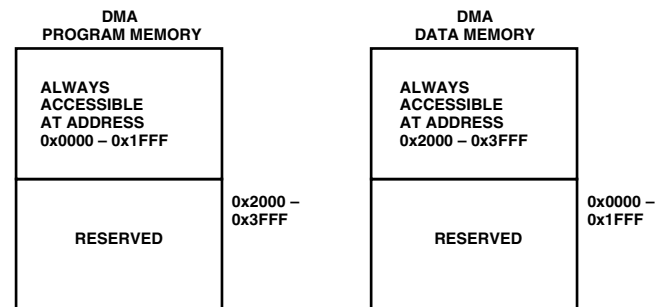 DMA
PROGRAM MEMORY
ALWAYS
ACCESSIBLE
AT ADDRESS
0x0000 – 0x1FFF
RESERVED
0x2000 –
0x3FFF
DMA
DATA MEMORY
ALWAYS
ACCESSIBLE
AT ADDRESS
0x2000 – 0x3FFF
RESERVED
0x0000 –
0x1FFF